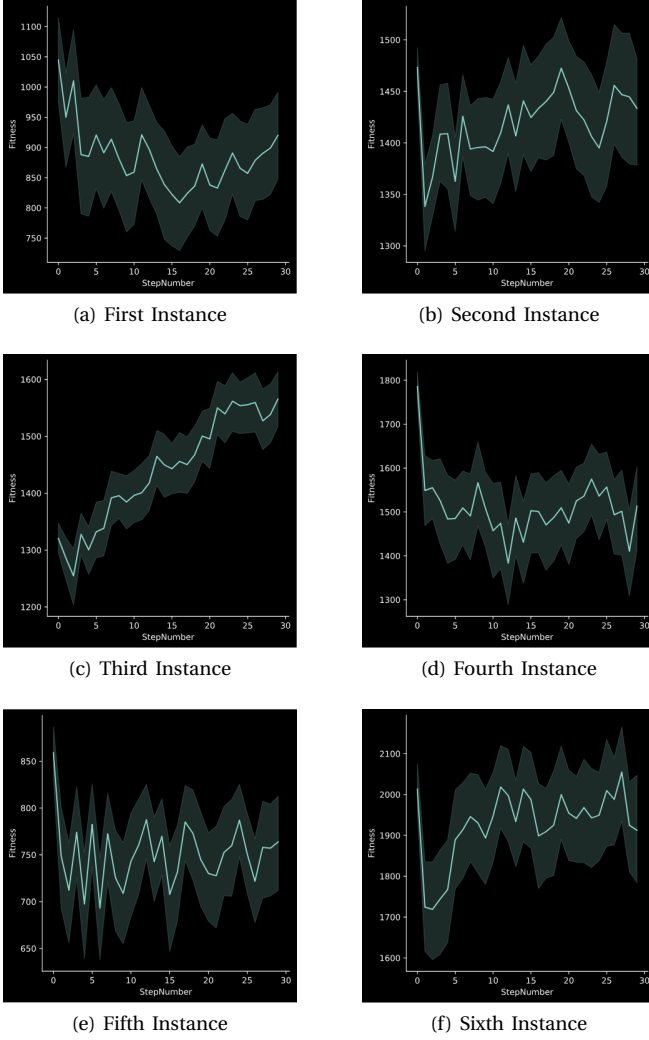 1100
1050
1000
950
900
850
800
750
Fitness
0 5 10 15 20 25 30
StepNumber
(a) First Instance
1500
1450
1400
1350
1300
Fitness
0 5 10 15 20 25 30
StepNumber
(b) Second Instance
1600
1500
1400
1300
1200
Fitness
0 5 10 15 20 25 30
StepNumber
(c) Third Instance
1800
1700
1600
1500
1400
1300
Fitness
0 5 10 15 20 25 30
StepNumber
(d) Fourth Instance
850
800
750
700
650
Fitness
0 5 10 15 20 25 30
StepNumber
(e) Fifth Instance
2100
2000
1900
1800
1700
1600
Fitness
0 5 10 15 20 25 30
StepNumber
(f) Sixth Instance